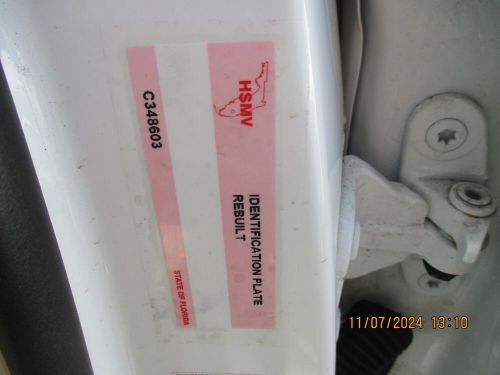 HSMV
IDENTIFICATION PLATE
REBUILT
C348603
STATE OF FLORIDA
11/07/2024 13:10